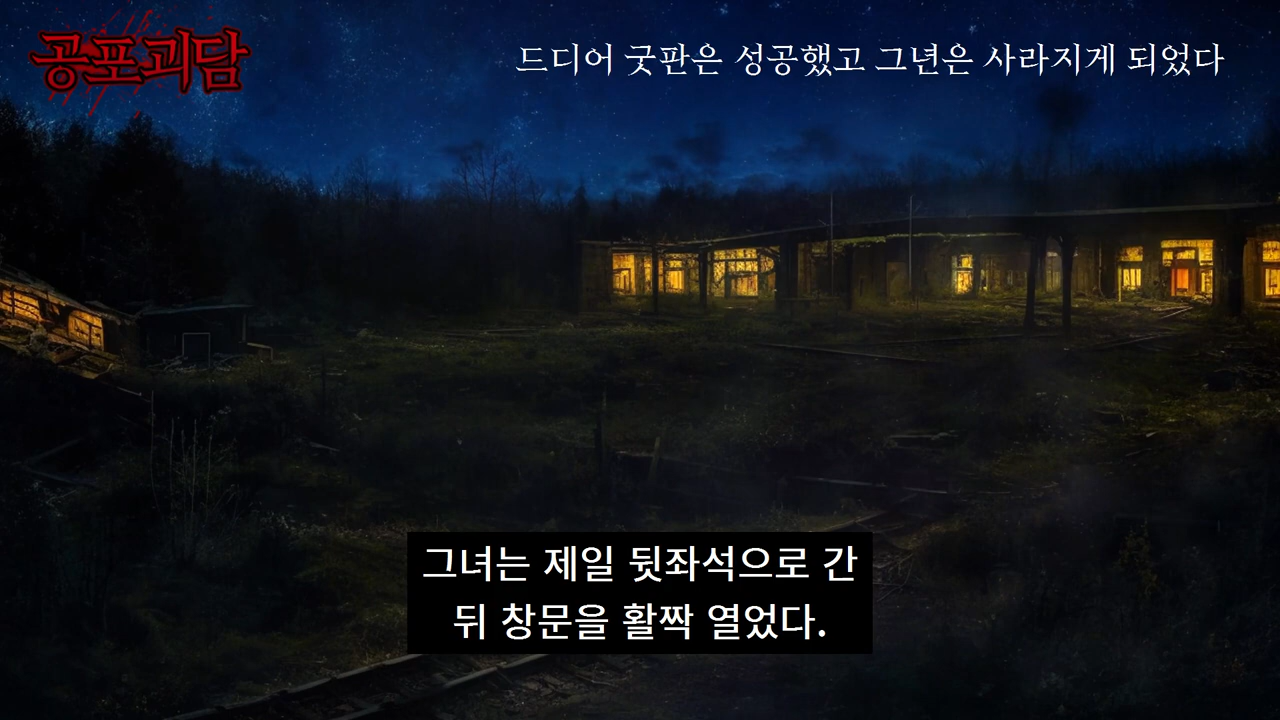 공포괴담
드디어 굿판은 성공했고 그년은 사라지게 되었다
그녀는 제일 뒷좌석으로 간
뒤 창문을 활짝 열었다.